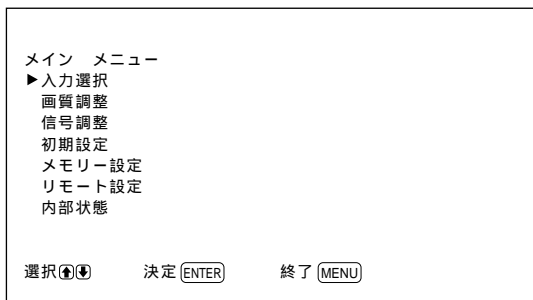 メイン メニュー
▶入力選択
画質調整
信号調整
初期設定
メモリー設定
リモート設定
内部状態
選択⬆⬇ 決定 ENTER 終了 MENU